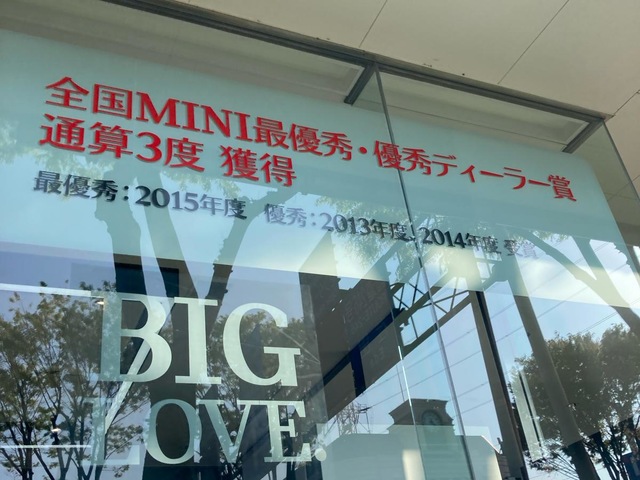 全国MINI最優秀・優秀ディーラー賞
通算3度 獲得
最優秀：2015年度 優秀：2013年度、2014年度 受賞
BIG
LOVE.